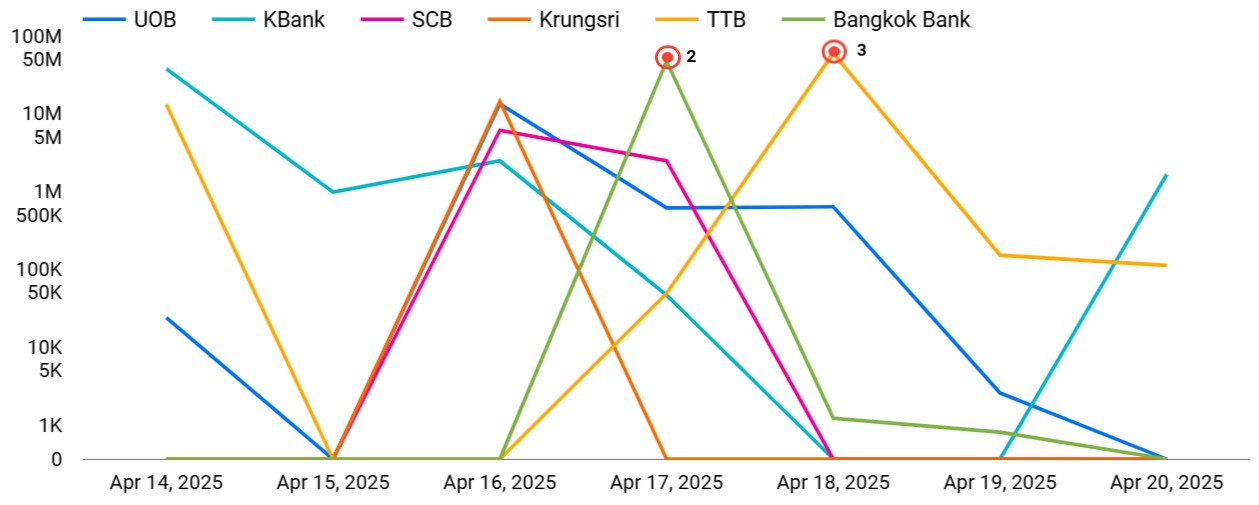 UOB KBank SCB Krungsri TTB Bangkok Bank
100M
50M
2
3
10M
5M
1M
500K
100K
50K
10K
5K
1K
0
Apr 14, 2025 Apr 15, 2025 Apr 16, 2025 Apr 17, 2025 Apr 18, 2025 Apr 19, 2025 Apr 20, 2025